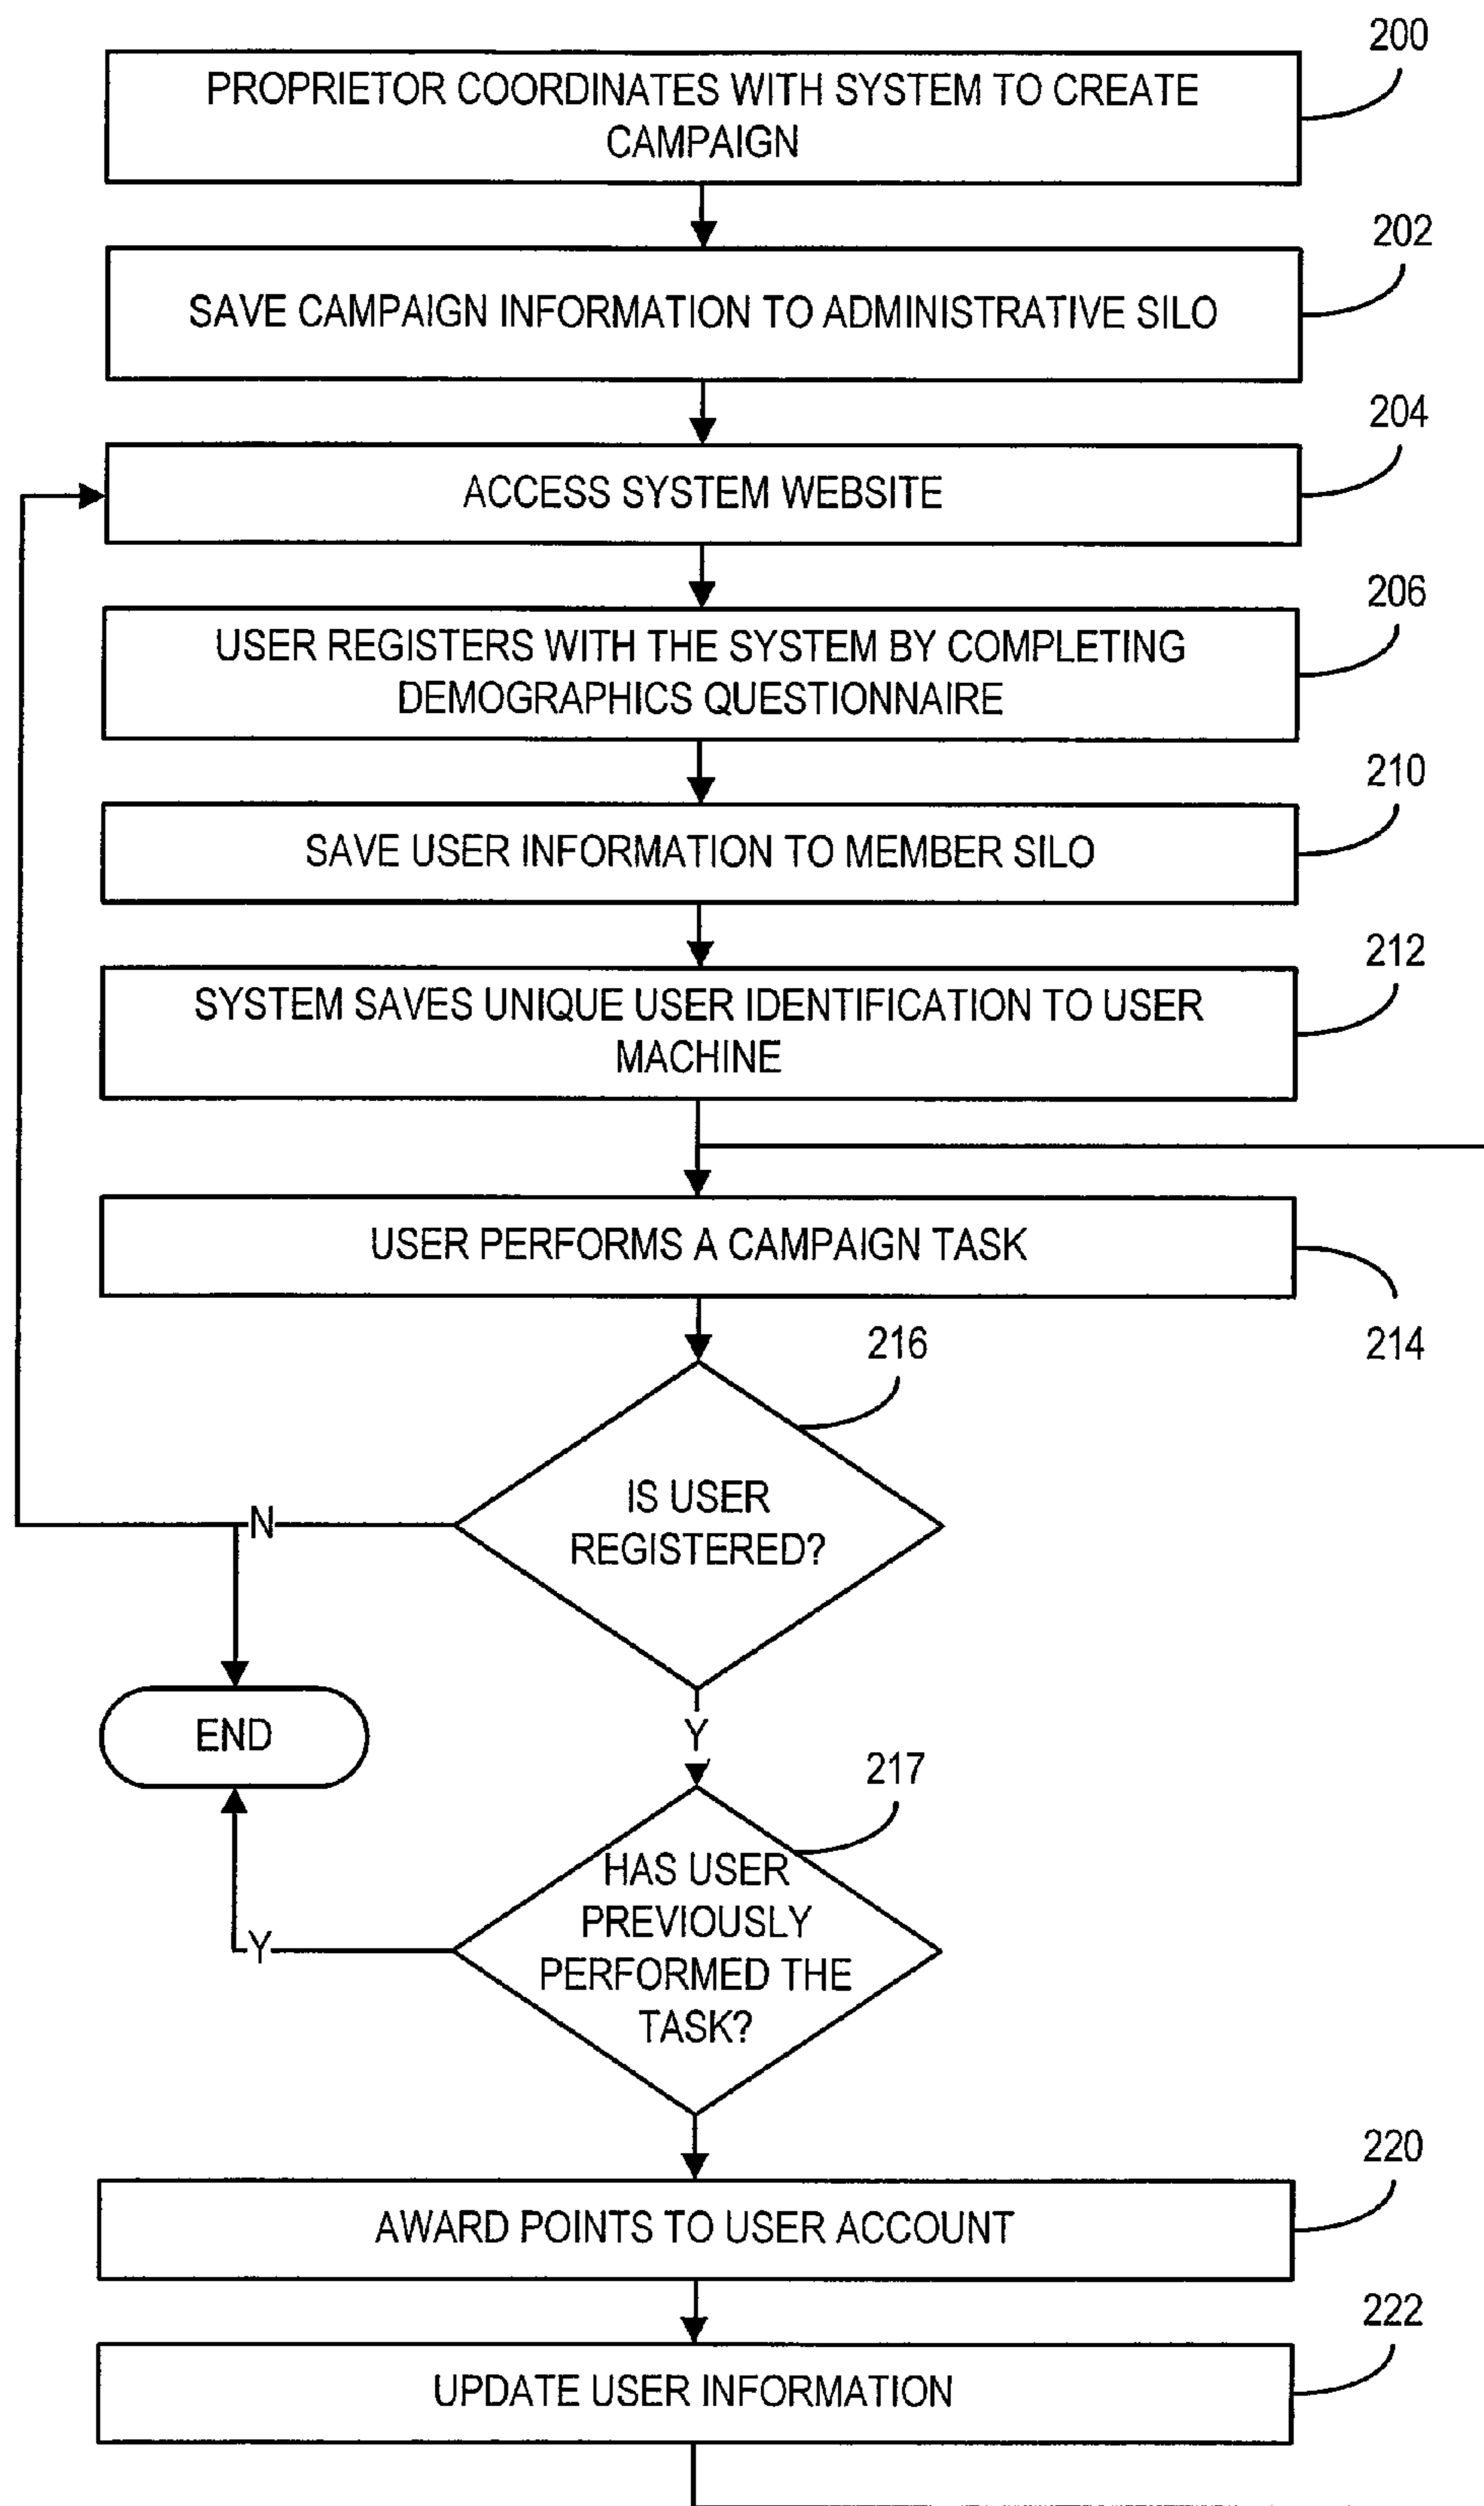 200
PROPRIETOR COORDINATES WITH SYSTEM TO CREATE
CAMPAIGN
202
SAVE CAMPAIGN INFORMATION TO ADMINISTRATIVE SILO
204
ACCESS SYSTEM WEBSITE
206
USER REGISTERS WITH THE SYSTEM BY COMPLETING
DEMOGRAPHICS QUESTIONNAIRE
210
SAVE USER INFORMATION TO MEMBER SILO
212
SYSTEM SAVES UNIQUE USER IDENTIFICATION TO USER
MACHINE
USER PERFORMS A CAMPAIGN TASK
214
216
IS USER
REGISTERED?
N
END
Y
217
HAS USER
PREVIOUSLY
PERFORMED THE
TASK?
Y
220
AWARD POINTS TO USER ACCOUNT
222
UPDATE USER INFORMATION